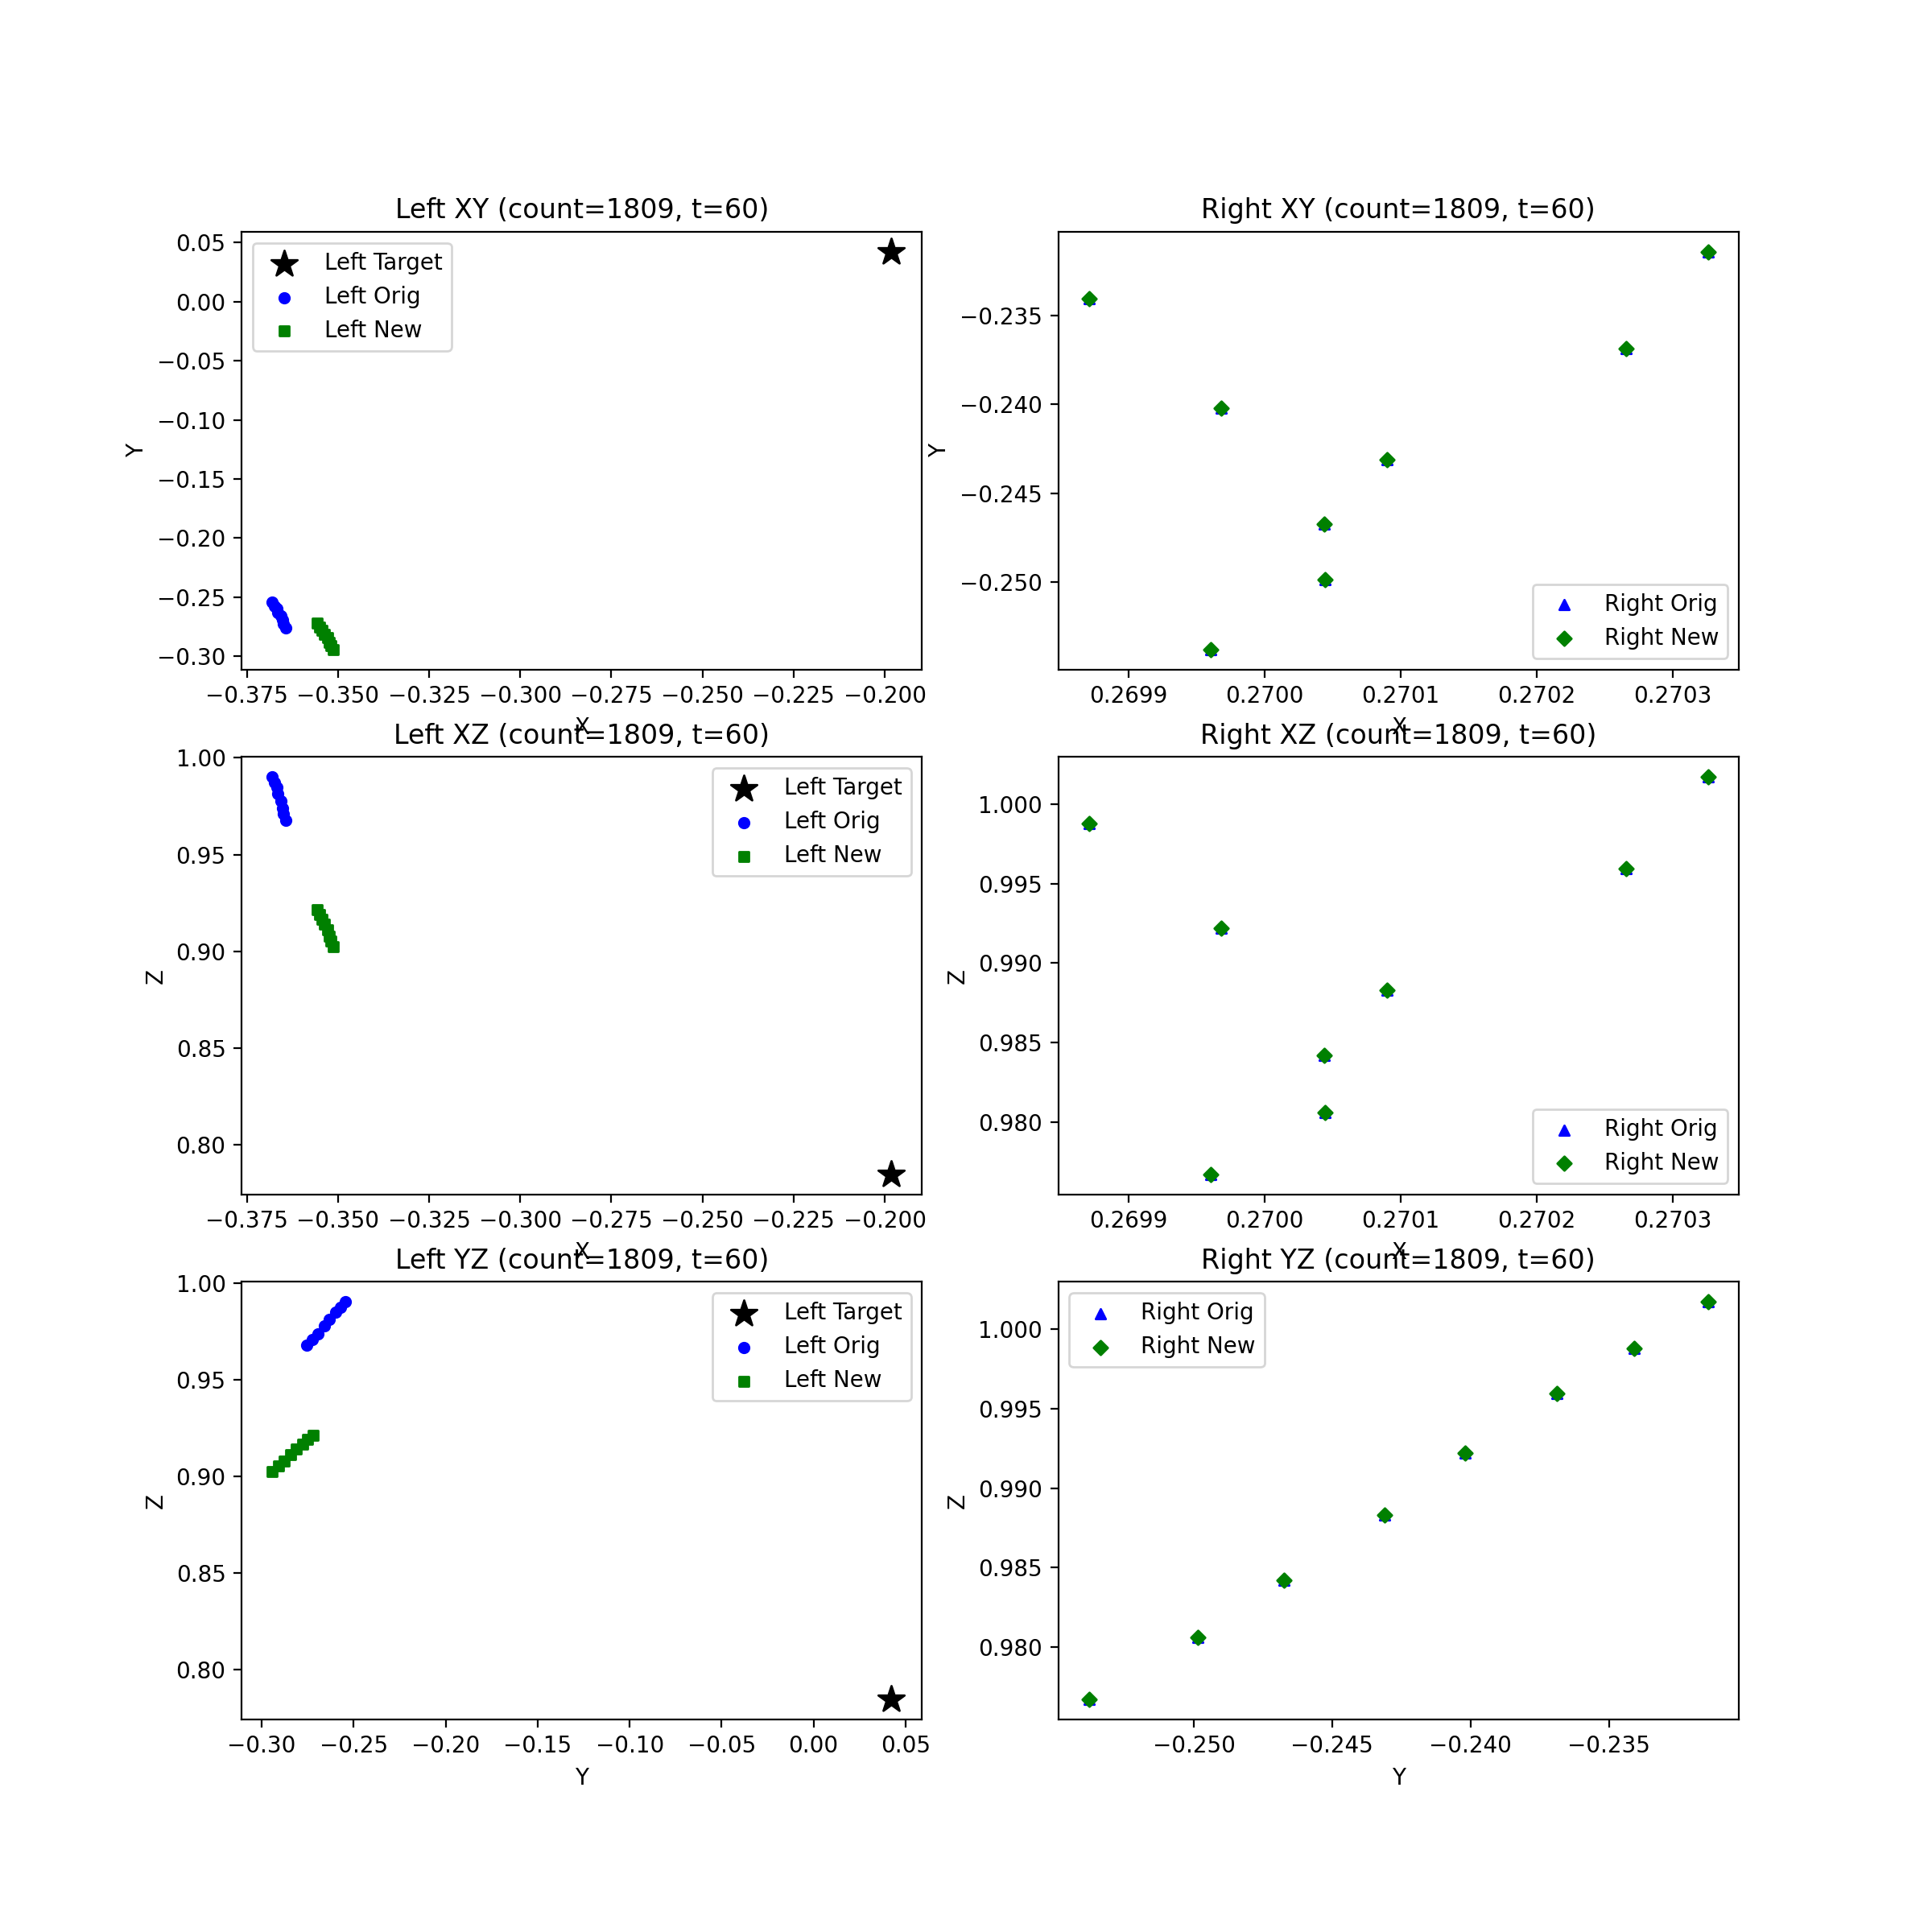 Left XY (count=1809, t=60)
Right XY (count=1809, t=60)
0.05
0.00
−0.05
−0.10
−0.15
−0.20
−0.25
−0.30
Y
Left Target
Left Orig
Left New
−0.375 −0.350 −0.325 −0.300 −0.275 −0.250 −0.225 −0.200
X
−0.235
−0.240
−0.245
−0.250
Y
Right Orig
Right New
0.2699 0.2700 0.2701 0.2702 0.2703
X
Left XZ (count=1809, t=60)
Right XZ (count=1809, t=60)
1.00
0.95
0.90
0.85
0.80
Z
Left Target
Left Orig
Left New
−0.375 −0.350 −0.325 −0.300 −0.275 −0.250 −0.225 −0.200
X
1.000
0.995
0.990
0.985
0.980
Z
Right Orig
Right New
0.2699 0.2700 0.2701 0.2702 0.2703
X
Left YZ (count=1809, t=60)
Right YZ (count=1809, t=60)
1.00
0.95
0.90
0.85
0.80
Z
Left Target
Left Orig
Left New
−0.30 −0.25 −0.20 −0.15 −0.10 −0.05 0.00 0.05
Y
1.000
0.995
0.990
0.985
0.980
Z
Right Orig
Right New
−0.250 −0.245 −0.240 −0.235
Y